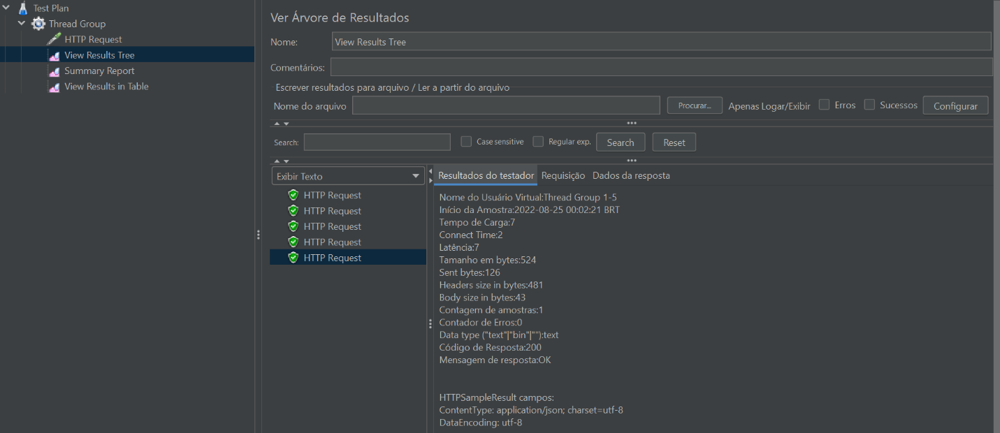 Test Plan
Thread Group
HTTP Request
View Results Tree
Summary Report
View Results in Table
Ver Árvore de Resultados
Nome: View Results Tree
Comentários:
Escrever resultados para arquivo / Ler a partir do arquivo
Nome do arquivo Procurar... Apenas Logar/Exibir Erros Sucessos Configurar
Search: Case sensitive Regular exp. Search Reset
Exibir Texto
HTTP Request
HTTP Request
HTTP Request
HTTP Request
HTTP Request
Resultados do testador Requisição Dados da resposta
Nome do Usuário Virtual:Thread Group 1-5
Início da Amostra:2022-08-25 00:02:21 BRT
Tempo de Carga:7
Connect Time:2
Latência:7
Tamanho em bytes:524
Sent bytes:126
Headers size in bytes:481
Body size in bytes:43
Contagem de amostras:1
Contador de Erros:0
Data type ("text"|"bin"|""):text
Código de Resposta:200
Mensagem de resposta:OK
HTTPSampleResult campos:
ContentType: application/json; charset=utf-8
DataEncoding: utf-8